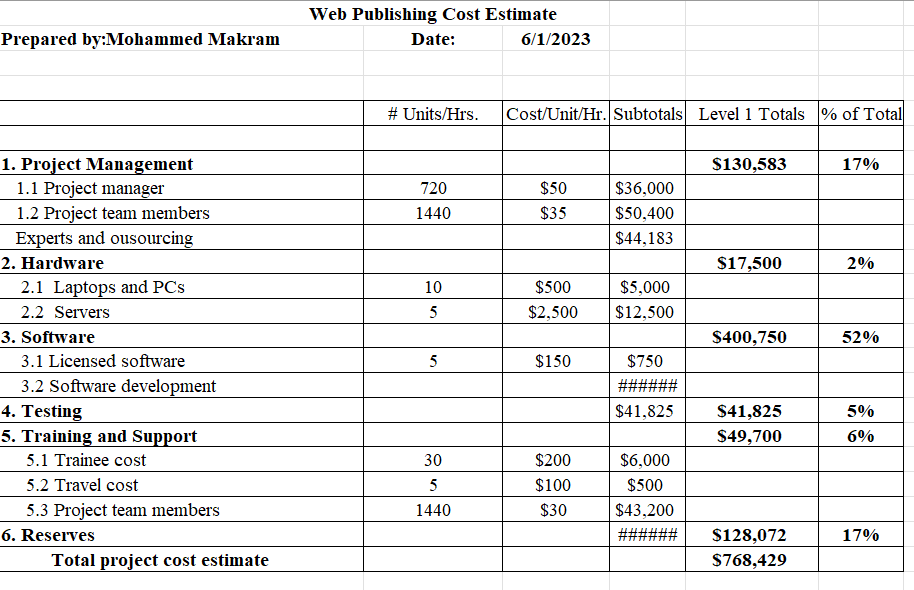 Web Publishing Cost Estimate
Prepared by:Mohammed Makram Date: 6/1/2023
# Units/Hrs. Cost/Unit/Hr. Subtotals Level 1 Totals % of Total
1. Project Management $130,583 17%
1.1 Project manager 720 $50 $36,000
1.2 Project team members 1440 $35 $50,400
Experts and ousourcing $44,183
2. Hardware $17,500 2%
2.1 Laptops and PCs 10 $500 $5,000
2.2 Servers 5 $2,500 $12,500
3. Software $400,750 52%
3.1 Licensed software 5 $150 $750
3.2 Software development ######
4. Testing $41,825 $41,825 5%
5. Training and Support $49,700 6%
5.1 Trainee cost 30 $200 $6,000
5.2 Travel cost 5 $100 $500
5.3 Project team members 1440 $30 $43,200
6. Reserves ###### $128,072 17%
Total project cost estimate $768,429